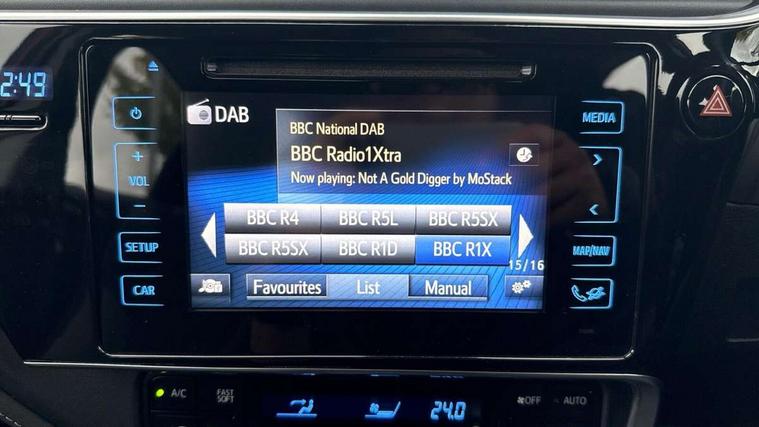 2:49
DAB
MEDIA
BBC National DAB
BBC Radio1Xtra
Now playing: Not A Gold Digger by MoStack
+
VOL
−
BBC R4 BBC R5L BBC R5SX
SETUP
BBC R5SX BBC R1D BBC R1X
MAP/NAV
15/16
CAR
Favourites List Manual
A/C
FAST
SOFT
24.0
OFF
AUTO